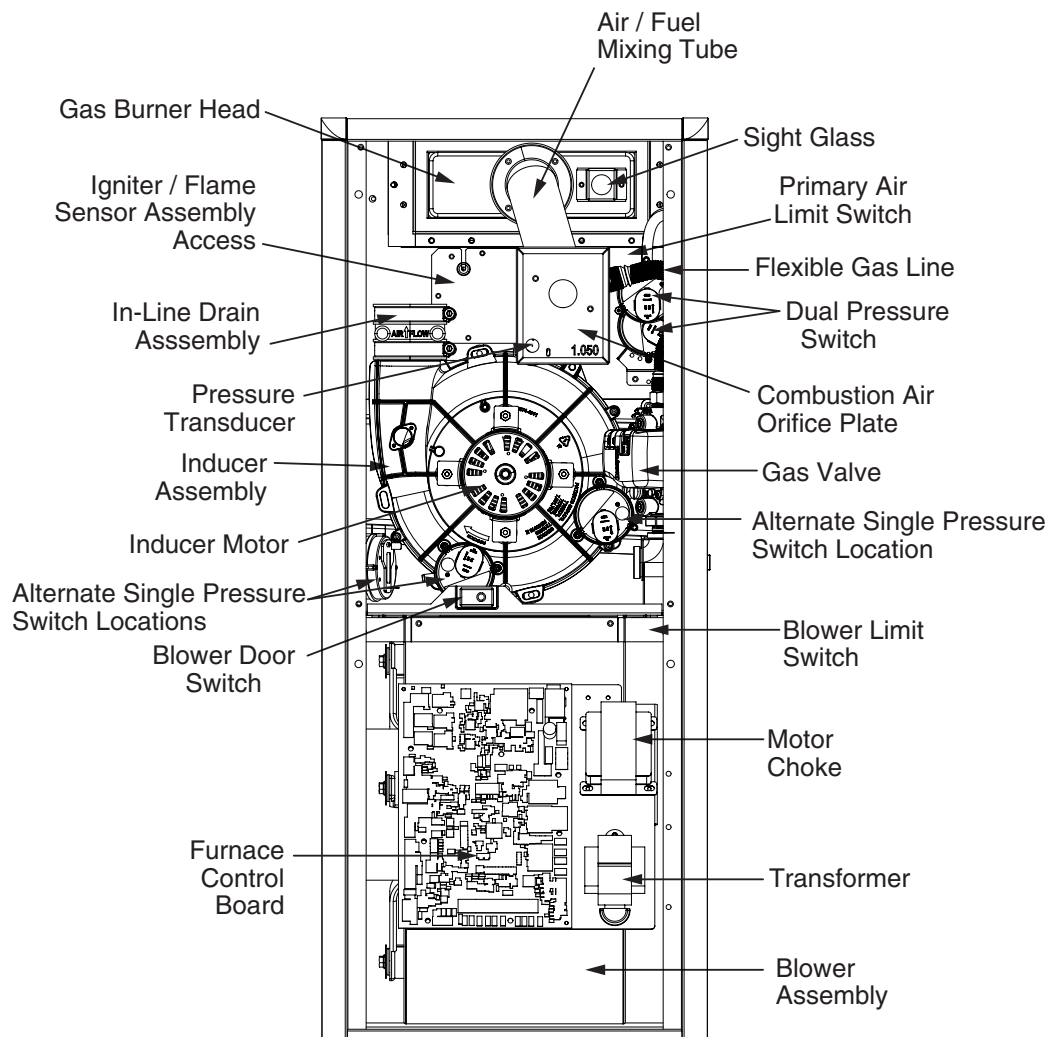 Air / Fuel
Mixing Tube
Gas Burner Head
Sight Glass
Igniter / Flame
Sensor Assembly
Access
Primary Air
Limit Switch
Flexible Gas Line
In-Line Drain
Asssembly
Dual Pressure
Switch
AIR FLOW
1.050
Pressure
Transducer
Combustion Air
Orifice Plate
Inducer
Assembly
Gas Valve
Inducer Motor
Alternate Single Pressure
Switch Location
Alternate Single Pressure
Switch Locations
Blower Door
Switch
Blower Limit
Switch
Motor
Choke
Furnace
Control
Board
Transformer
Blower
Assembly